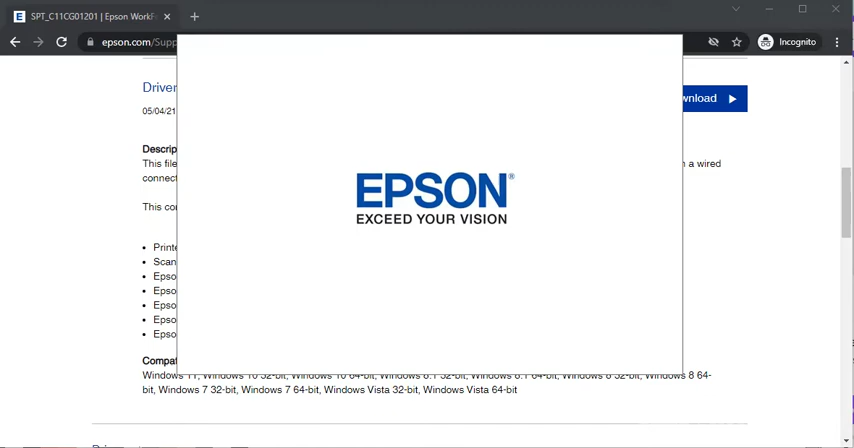 SPT_C11CG01201 | Epson WorkF
epson.com/Supp
Incognito
Driver
wnload
05/04/21
Descrip
This file
n a wired
connect
This con
EPSON®
EXCEED YOUR VISION
Printe
Scan
Epso
Epso
Epso
Epso
Epso
Compat
Windows 11, Windows 10 32-bit, Windows 10 64-bit, Windows 8.1 32-bit, Windows 8.1 64-bit, Windows 8 32-bit, Windows 8 64-
bit, Windows 7 32-bit, Windows 7 64-bit, Windows Vista 32-bit, Windows Vista 64-bit